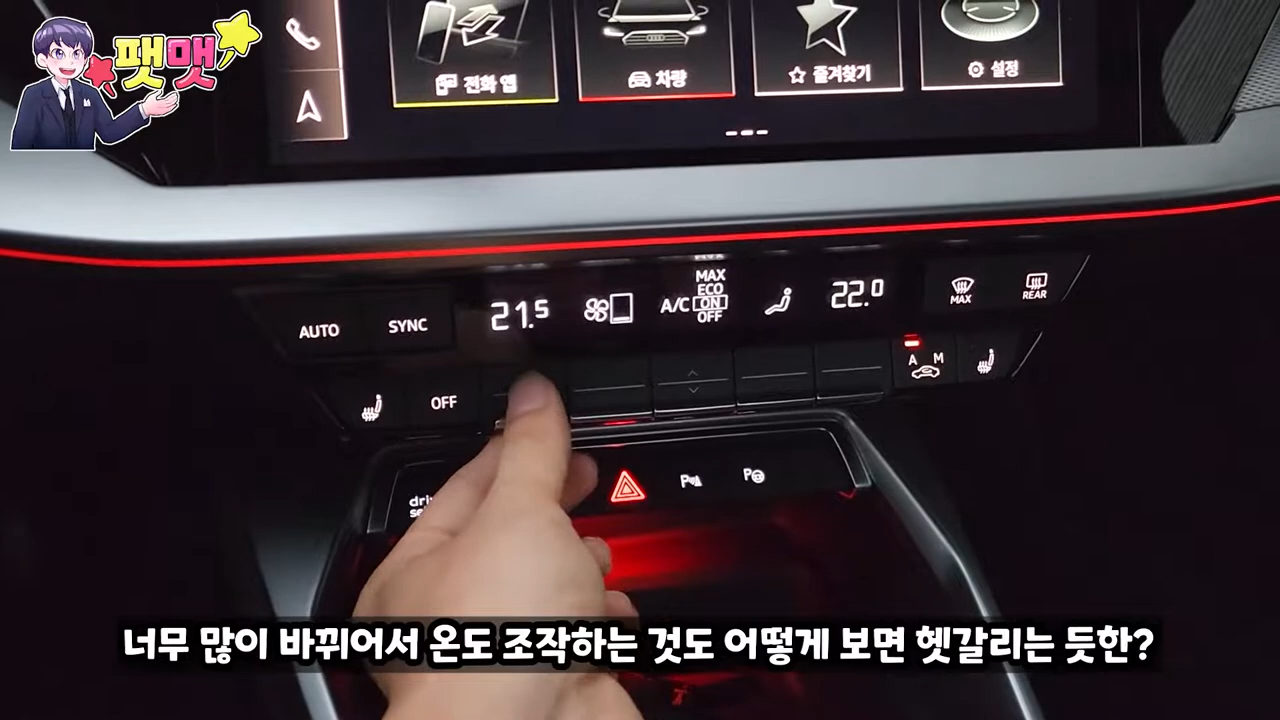 팻맷
전화 앱
차량
즐겨찾기
설정
AUTO
SYNC
21.5
A/C
MAX
ECO
ON
OFF
22.0
MAX
REAR
OFF
A M
P
P
너무 많이 바뀌어서 온도 조작하는 것도 어떻게 보면 헷갈리는 듯한?